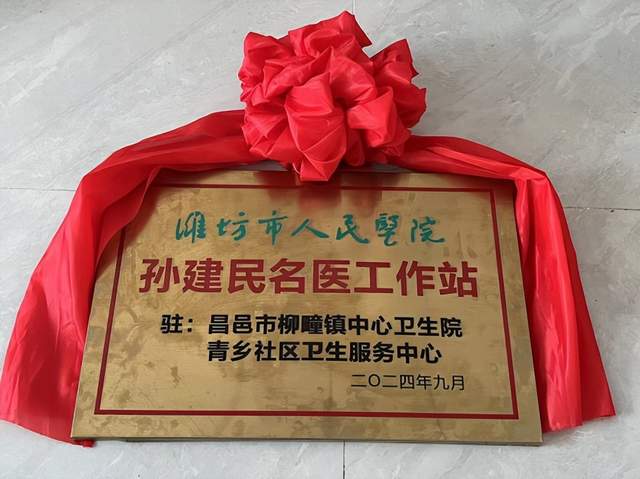 潍坊市人民醫院
孙建民名医工作站
驻：昌邑市柳疃镇中心卫生院
青乡社区卫生服务中心
二〇二四年九月